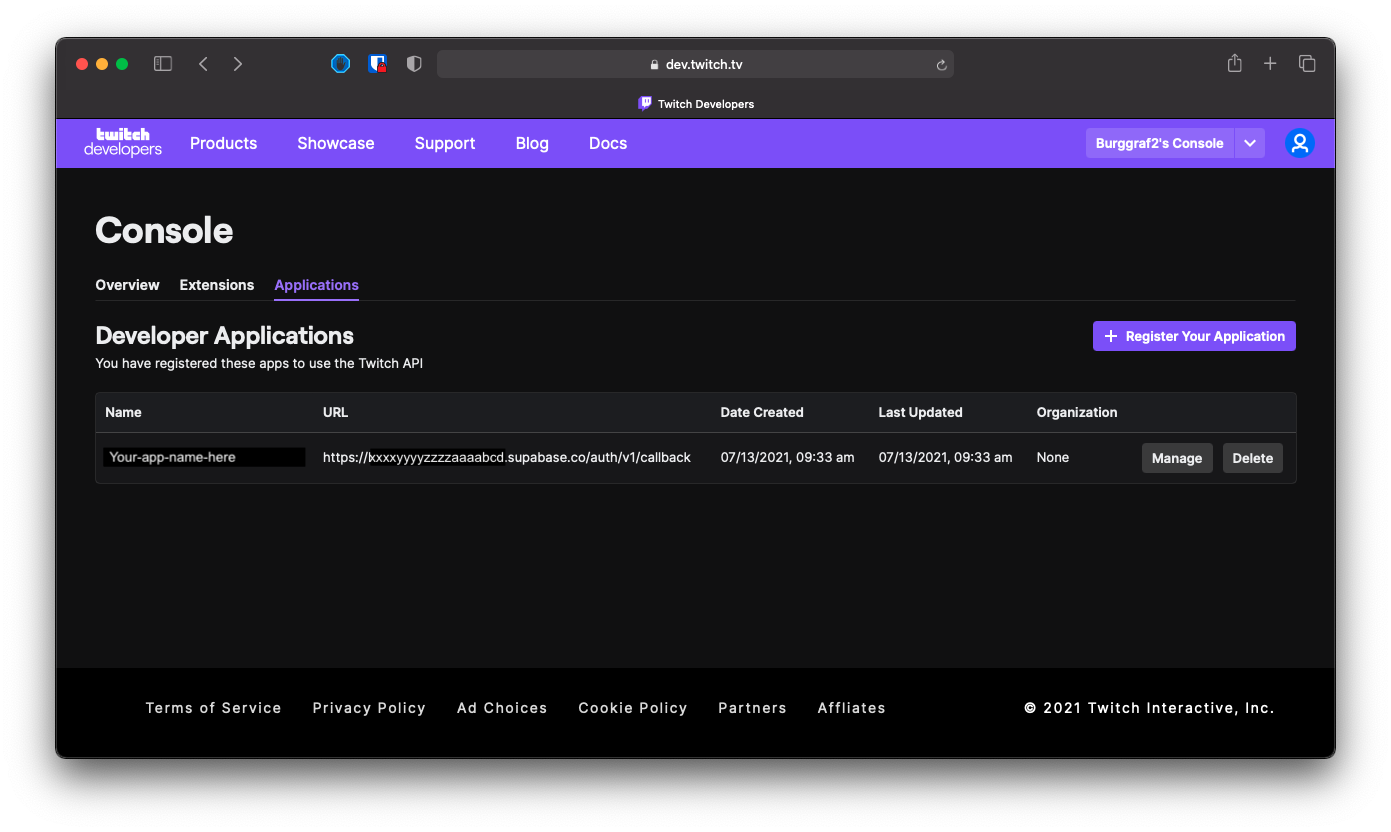 dev.twitch.tv
Twitch Developers
twitch developers Products Showcase Support Blog Docs Burggraf2's Console
Console
Overview Extensions Applications
Developer Applications
+ Register Your Application
You have registered these apps to use the Twitch API
Name URL Date Created Last Updated Organization
Your-app-name-here https://xxxxyyyyzzzzaaaabcd.supabase.co/auth/v1/callback 07/13/2021, 09:33 am 07/13/2021, 09:33 am None Manage Delete
Terms of Service Privacy Policy Ad Choices Cookie Policy Partners Affliates © 2021 Twitch Interactive, Inc.